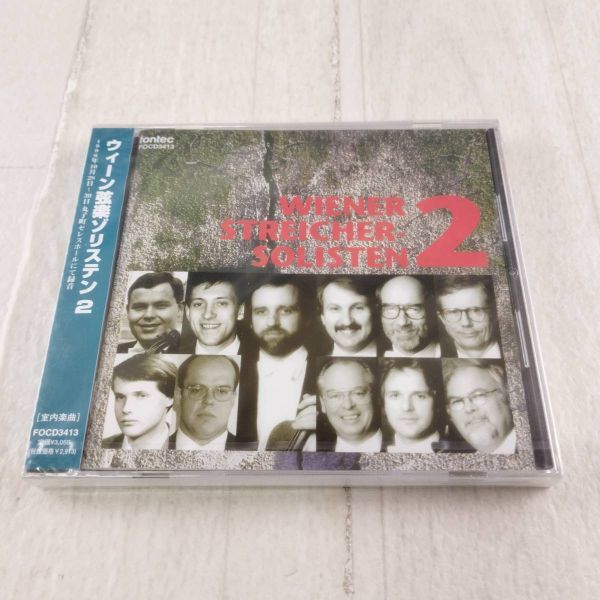 ウィーン弦楽ゾリステン 2
[室内楽曲]
FOCD3413
fontec
FOCD3413
WIENER
STREICHER-
SOLISTEN
2